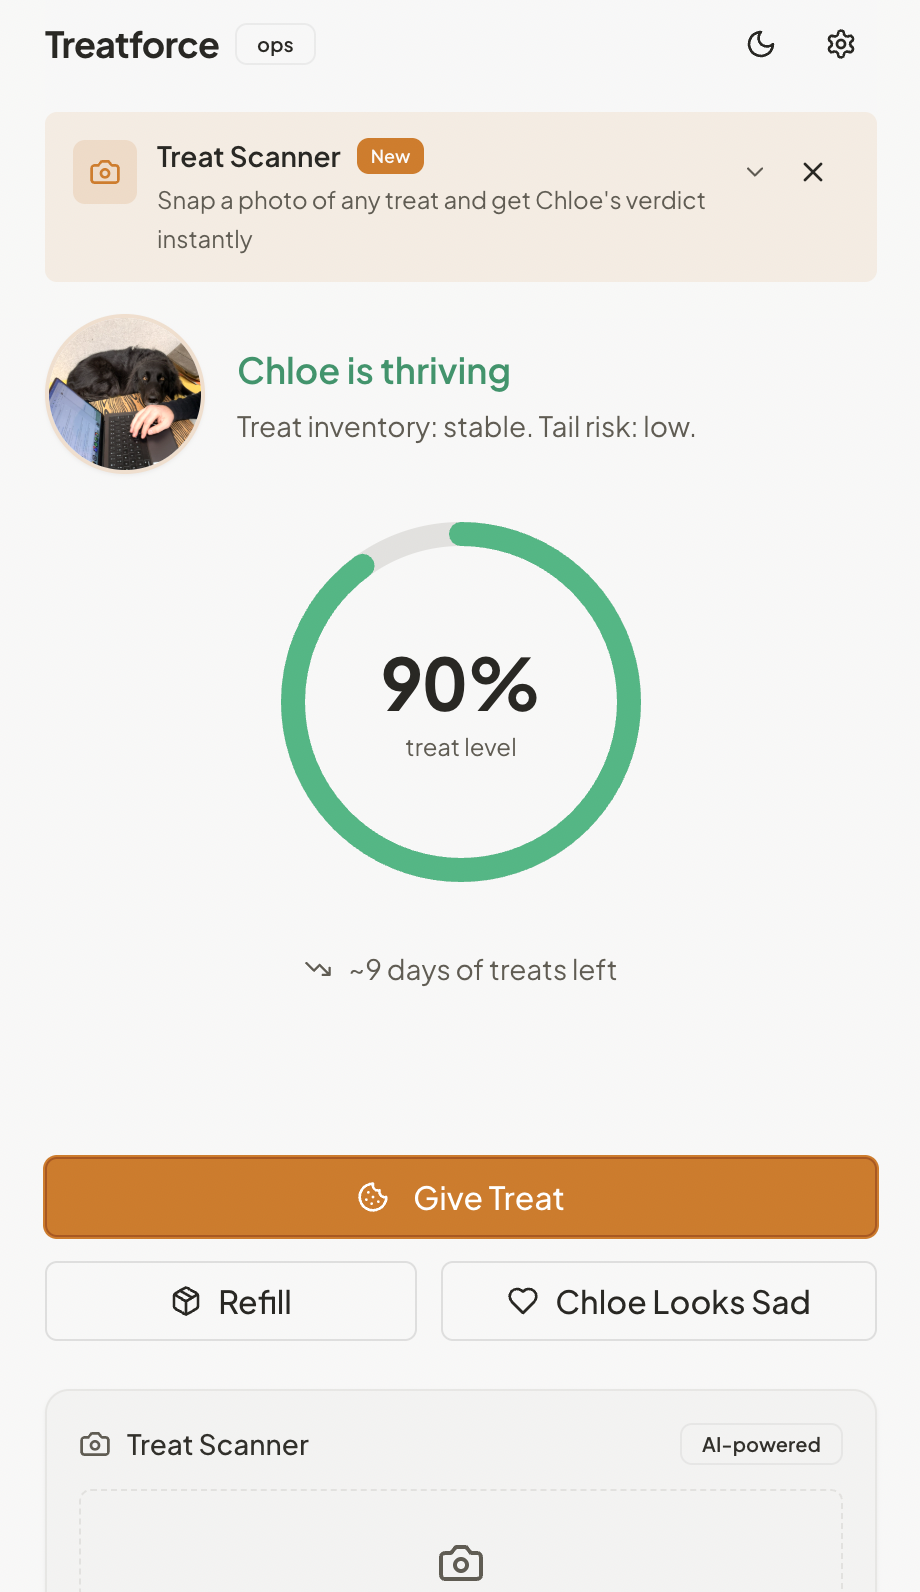 Treatforce
ops
Treat Scanner
New
Snap a photo of any treat and get Chloe's verdict
instantly
Chloe is thriving
Treat inventory: stable. Tail risk: low.
90%
treat level
~9 days of treats left
Give Treat
Refill
Chloe Looks Sad
Treat Scanner
AI-powered